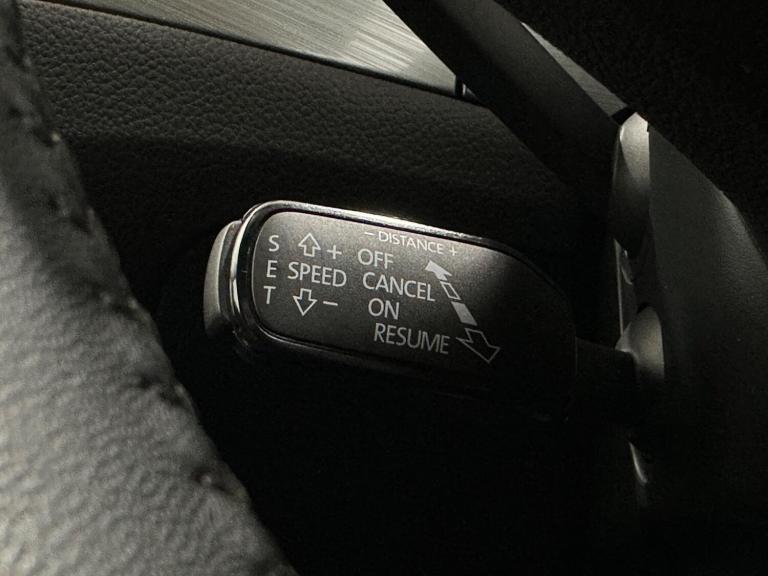 - DISTANCE +
S + OFF
E SPEED CANCEL
T - ON
RESUME